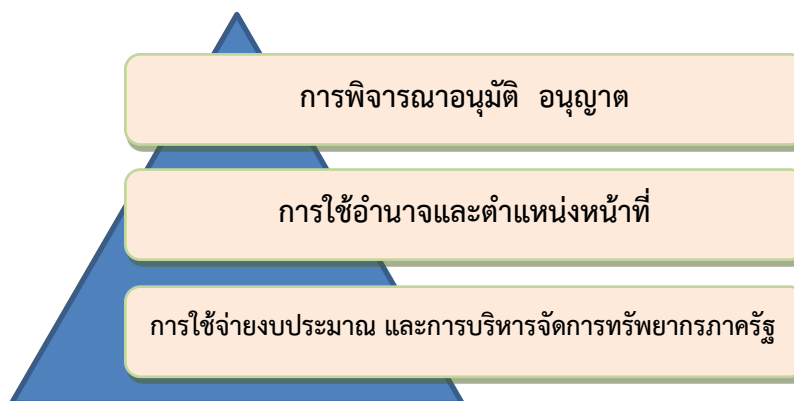 การพิจารณาอนุมัติ อนุญาต
การใช้อำนาจและตำแหน่งหน้าที่
การใช้จ่ายงบประมาณ และการบริหารจัดการทรัพยากรภาครัฐ